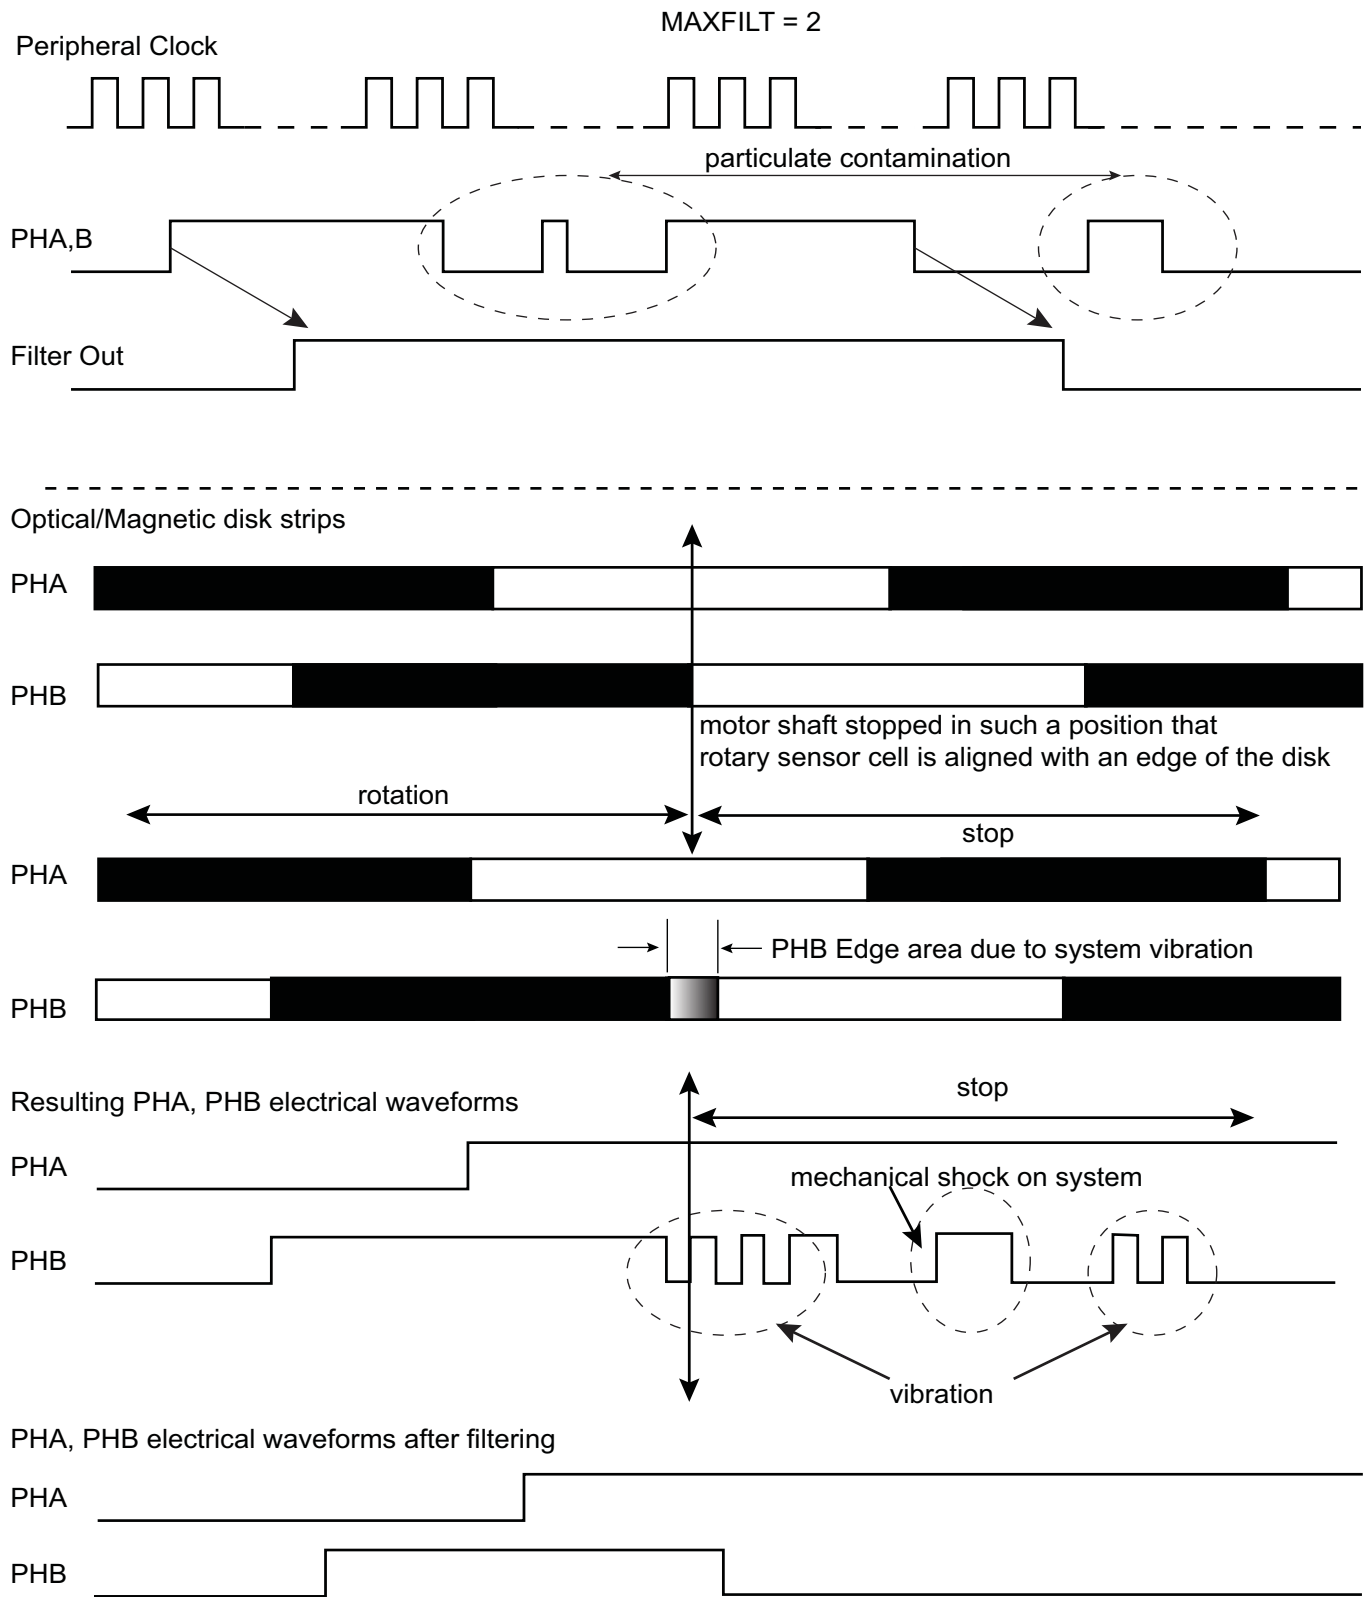 MAXFILT = 2
Peripheral Clock
particulate contamination
PHA,B
Filter Out
Optical/Magnetic disk strips
PHA
PHB
motor shaft stopped in such a position that
rotary sensor cell is aligned with an edge of the disk
rotation
stop
PHA
PHB Edge area due to system vibration
PHB
Resulting PHA, PHB electrical waveforms
stop
PHA
mechanical shock on system
PHB
vibration
PHA, PHB electrical waveforms after filtering
PHA
PHB